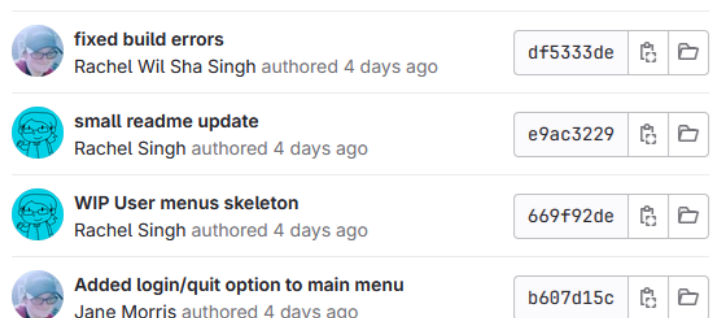 fixed build errors
Rachel Wil Sha Singh authored 4 days ago
df5333de
small readme update
Rachel Singh authored 4 days ago
e9ac3229
WIP User menus skeleton
Rachel Singh authored 4 days ago
669f92de
Added login/quit option to main menu
Jane Morris authored 4 days ago
b607d15c